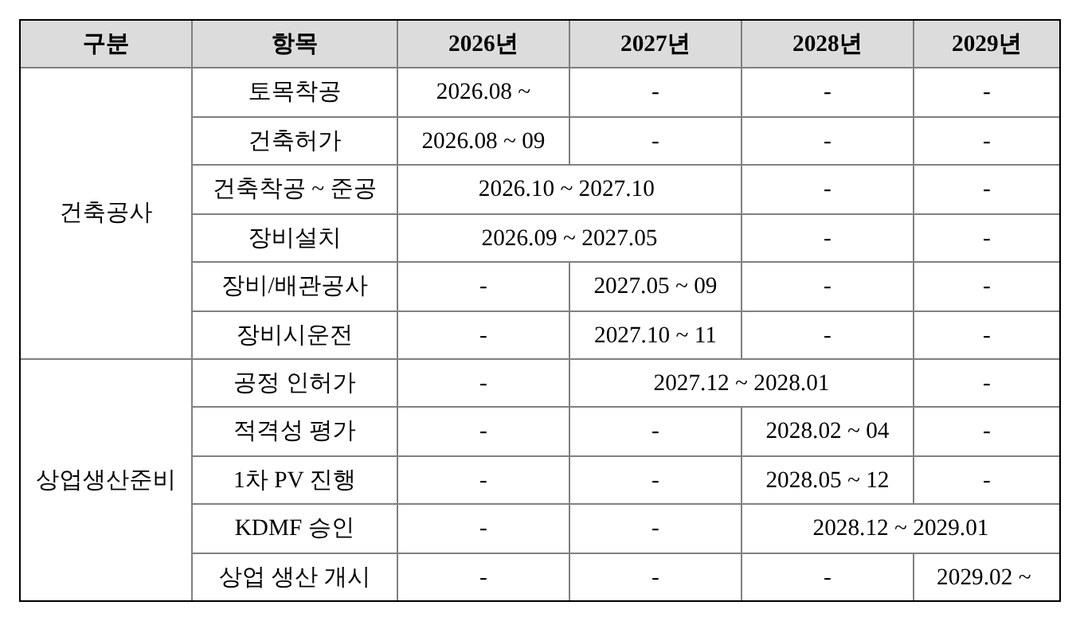 구분 항목 2026년 2027년 2028년 2029년
건축공사
토목착공 2026.08 ~ - - -
건축허가 2026.08 ~ 09 - - -
건축착공 ~ 준공 2026.10 ~ 2027.10 - -
장비설치 2026.09 ~ 2027.05 - -
장비/배관공사 - 2027.05 ~ 09 - -
장비시운전 - 2027.10 ~ 11 - -
상업생산준비
공정 인허가 - 2027.12 ~ 2028.01 -
적격성 평가 - - 2028.02 ~ 04 -
1차 PV 진행 - - 2028.05 ~ 12 -
KDMF 승인 - - 2028.12 ~ 2029.01
상업 생산 개시 - - - 2029.02 ~